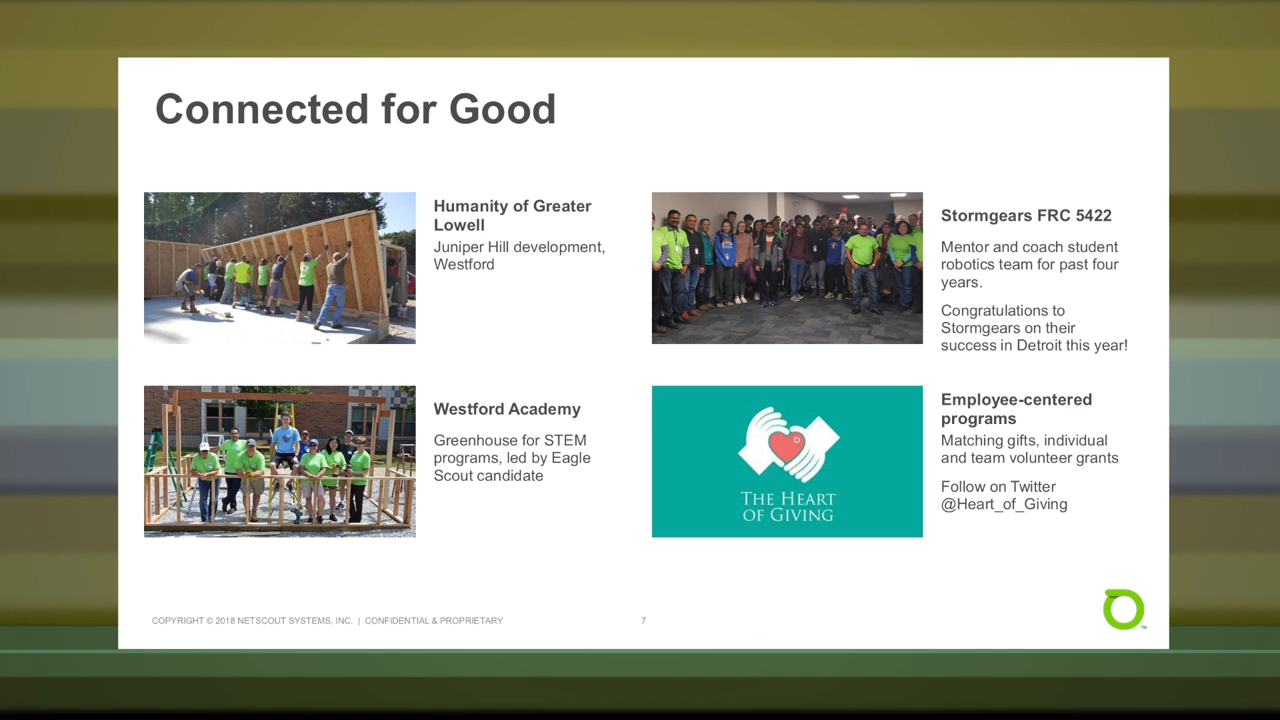 Connected for Good
Humanity of Greater
Lowell
Juniper Hill development,
Westford
Stormgears FRC 5422
Mentor and coach student
robotics team for past four
years.
Congratulations to
Stormgears on their
success in Detroit this year!
Westford Academy
Greenhouse for STEM
programs, led by Eagle
Scout candidate
THE HEART
OF GIVING
Employee-centered
programs
Matching gifts, individual
and team volunteer grants
Follow on Twitter
@Heart_of_Giving
COPYRIGHT © 2018 NETSCOUT SYSTEMS, INC. | CONFIDENTIAL & PROPRIETARY
7
TM